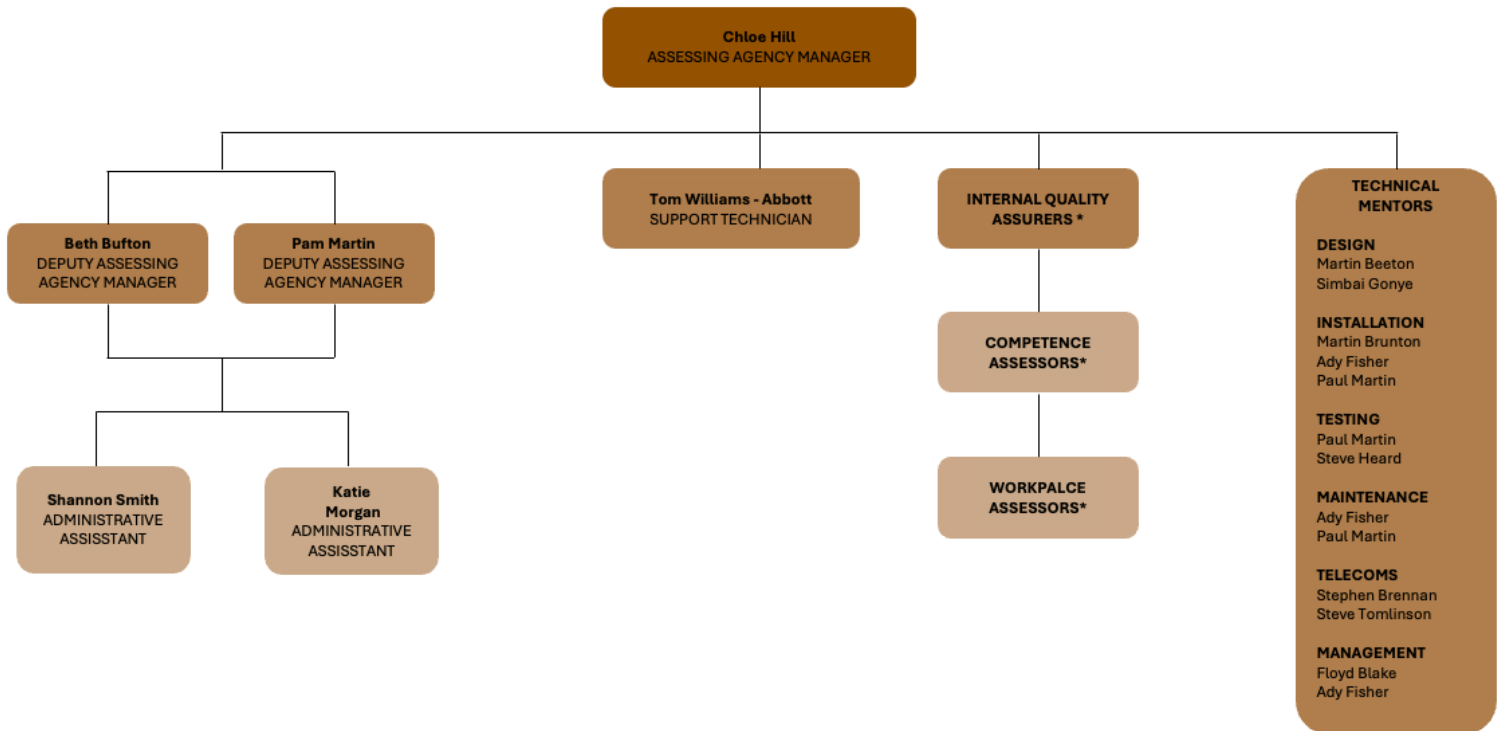 Chloe Hill
ASSESSING AGENCY MANAGER
Beth Bufton
DEPUTY ASSESSING
AGENCY MANAGER
Pam Martin
DEPUTY ASSESSING
AGENCY MANAGER
Shannon Smith
ADMINISTRATIVE
ASSISSTANT
Katie
Morgan
ADMINISTRATIVE
ASSISSTANT
Tom Williams - Abbott
SUPPORT TECHNICIAN
INTERNAL QUALITY
ASSURERS *
COMPETENCE
ASSESSORS*
WORKPALCE
ASSESSORS*
TECHNICAL
MENTORS
DESIGN
Martin Beeton
Simbai Gonye
INSTALLATION
Martin Brunton
Ady Fisher
Paul Martin
TESTING
Paul Martin
Steve Heard
MAINTENANCE
Ady Fisher
Paul Martin
TELECOMS
Stephen Brennan
Steve Tomlinson
MANAGEMENT
Floyd Blake
Ady Fisher